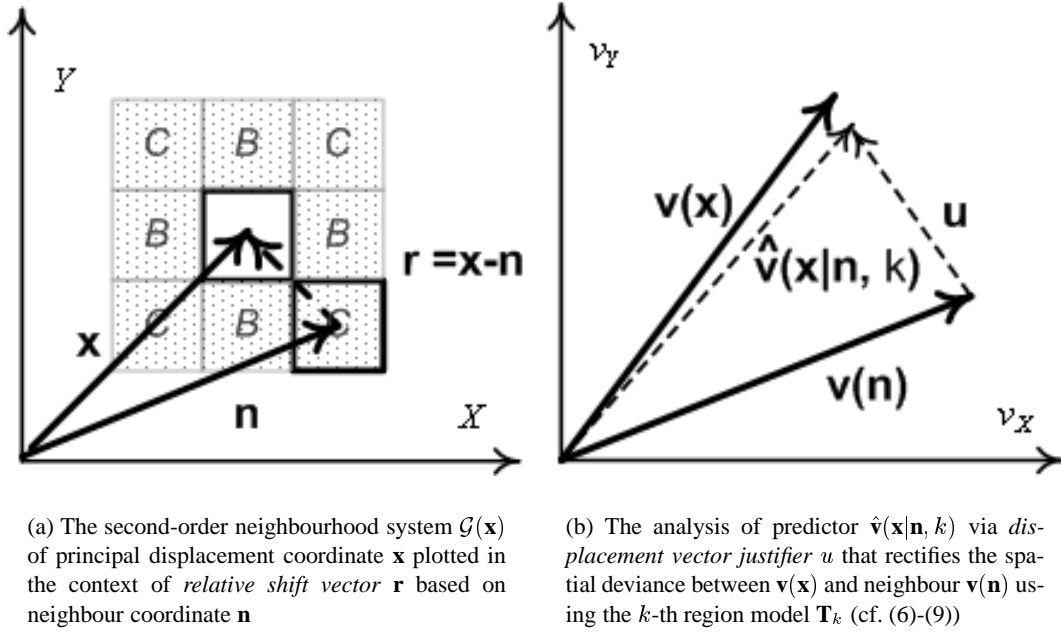 Y
C B C
B B
r =x-n
C B C
x
n
X
v_Y
v(x)
u
v̂(x|n, k)
v(n)
v_X
(a) The second-order neighbourhood system 𝒢(x)
of principal displacement coordinate x plotted in
the context of relative shift vector r based on
neighbour coordinate n
(b) The analysis of predictor v̂(x|n, k) via dis-
placement vector justifier u that rectifies the spa-
tial deviance between v(x) and neighbour v(n) us-
ing the k-th region model T_k (cf. (6)-(9))